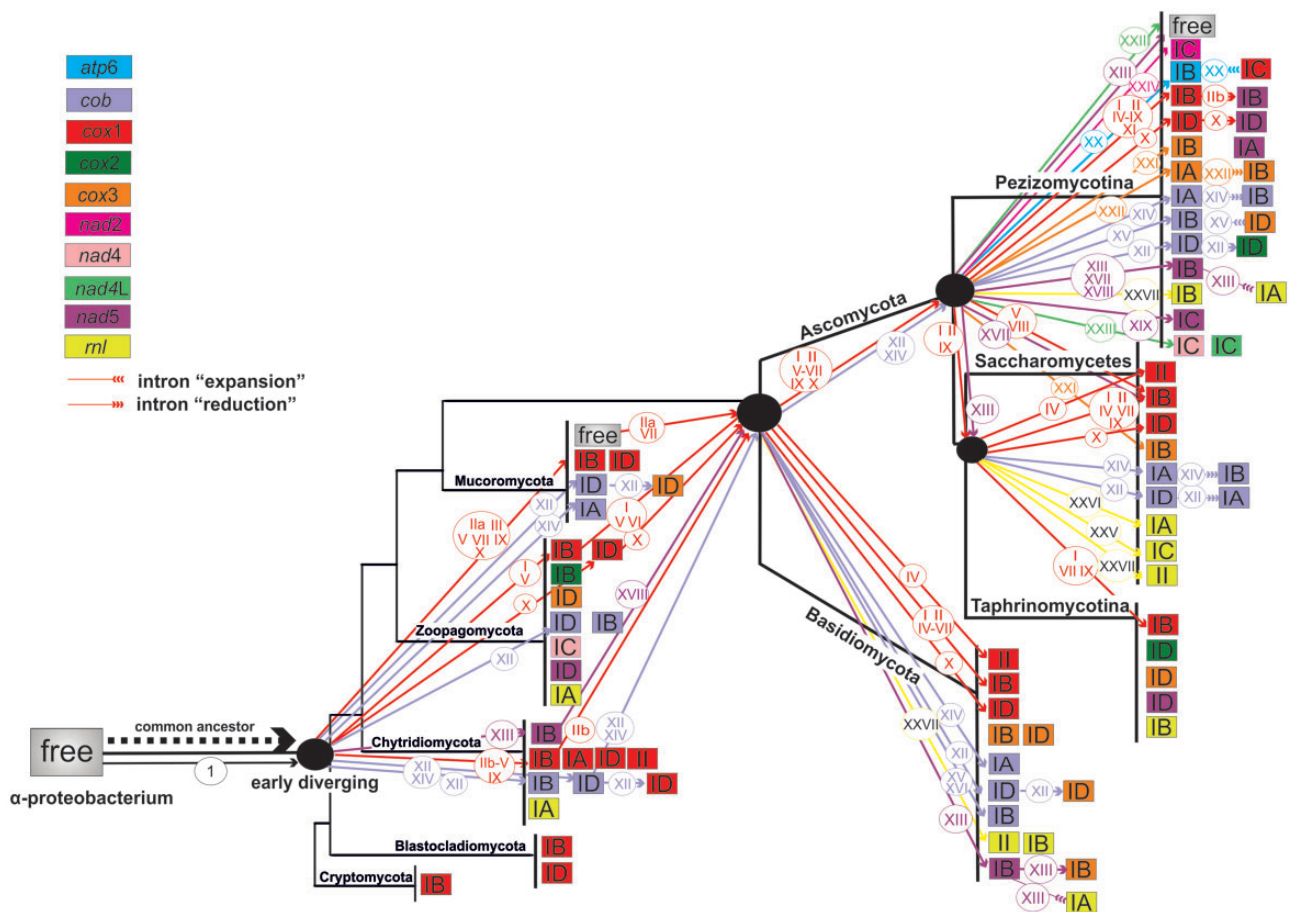 atp6
cob
cox1
cox2
cox3
nad2
nad4
nad4L
nad5
rnl
intron "expansion"
intron "reduction"
free
α-proteobacterium
common ancestor
1
early diverging
Cryptomycota
IB
Blastocladiomycota
IB
ID
Chytridiomycota
XIII
IB
IIb-V
IX
IB IA ID II
XII
XIV
XII
IB ID XII ID
IA
IIb
XII
XIV
XVIII
Zoopagomycota
I
V
IB ID
X
IB
ID
XII
ID IB
IC
ID
IA
I
V VI
X
Mucoromycota
free
IIa
VII
IIa III
V VII IX
X
IB ID
XII
ID XII ID
XIV
IA
Ascomycota
I II
V-VII
IX X
XII
XIV
Basidiomycota
IV
II
I II
IV-VII
IB
X
ID
IB ID
XIV
IA
XII
ID XII ID
XV
XVI
IB
XXVII
II IB
XIII
IB XIII IB
XIII IA
Pezizomycotina
XXIII
free
XIII
XXIV
IC
XX
IB XX IC
I II
IV-IX
XI
IB IIb IB
X
ID X ID
XXI
IB IA
XXII
IA XXII IB
XIV
IA XIV IB
XV
IB XV ID
XII
ID XII ID
XIII
XVII
XVIII
IB XIII IA
XXVII
IB
XIX
IC
XXIII
IC IC
Saccharomycetes
I II
IX
XIII
XVII
V
VIII
XXI
IV
II
I II
IV VII
IX
IB
X
ID
IB
XIV
IA XIV IB
XII
ID XII IA
XXVI
IA
XXV
IC
XXVII
II
Taphrinomycotina
I
VII IX
IB
ID
ID
ID
IB